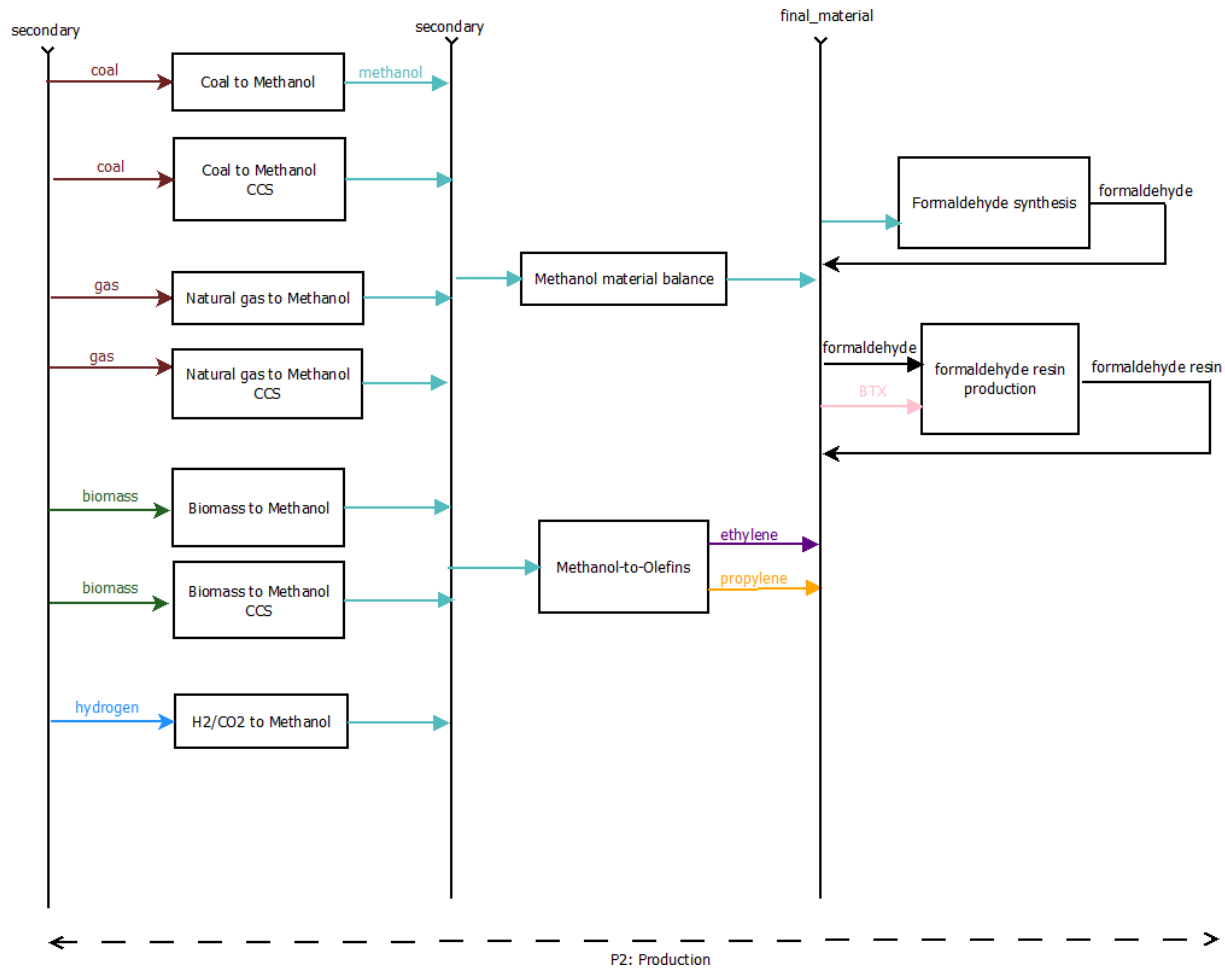 secondary
secondary
final_material
coal
Coal to Methanol
methanol
coal
Coal to Methanol
CCS
Formaldehyde synthesis
formaldehyde
gas
Natural gas to Methanol
Methanol material balance
gas
Natural gas to Methanol
CCS
formaldehyde
BTX
formaldehyde resin
production
formaldehyde resin
biomass
Biomass to Methanol
biomass
Biomass to Methanol
CCS
Methanol-to-Olefins
ethylene
propylene
hydrogen
H2/CO2 to Methanol
P2: Production